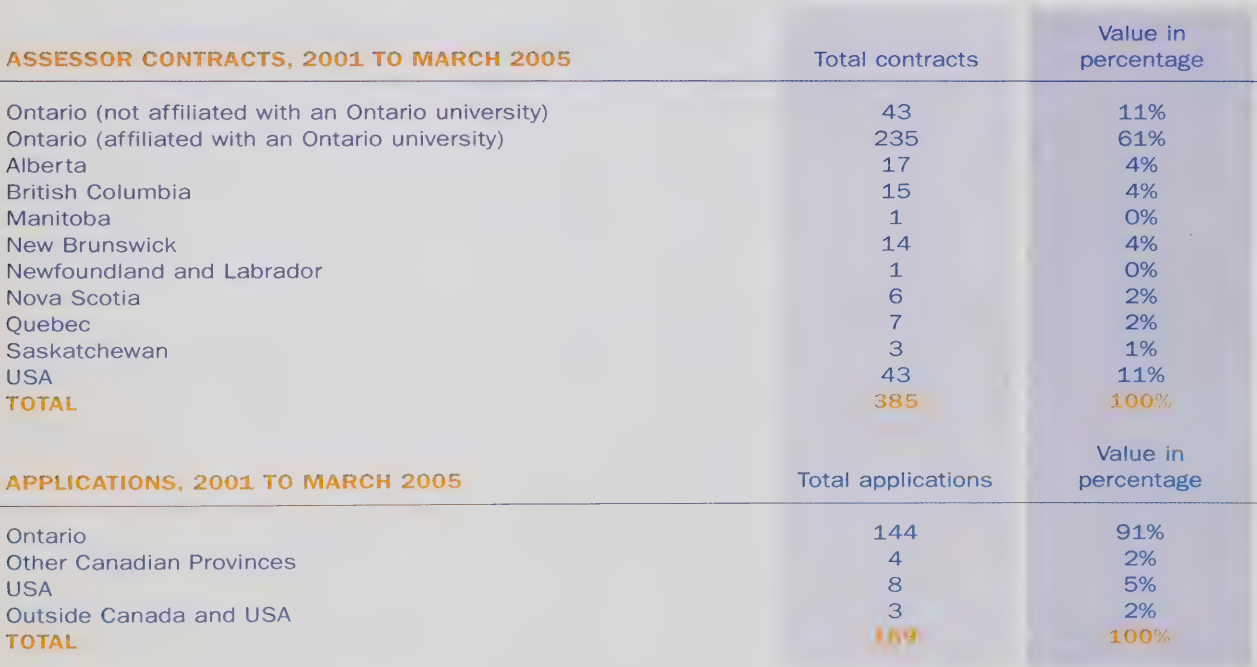 Value in
ASSESSOR CONTRACTS, 2001 TO MARCH 2005 Total contracts percentage
Ontario (not affiliated with an Ontario university) 43 11%
Ontario (affiliated with an Ontario university) 235 61%
Alberta 17 4%
British Columbia 15 4%
Manitoba 1 0%
New Brunswick 14 4%
Newfoundland and Labrador 1 0%
Nova Scotia 6 2%
Quebec 7 2%
Saskatchewan 3 1%
USA 43 11%
TOTAL 385 100%
Value in
APPLICATIONS, 2001 TO MARCH 2005 Total applications percentage
Ontario 144 91%
Other Canadian Provinces 4 2%
USA 8 5%
Outside Canada and USA 3 2%
TOTAL 100%